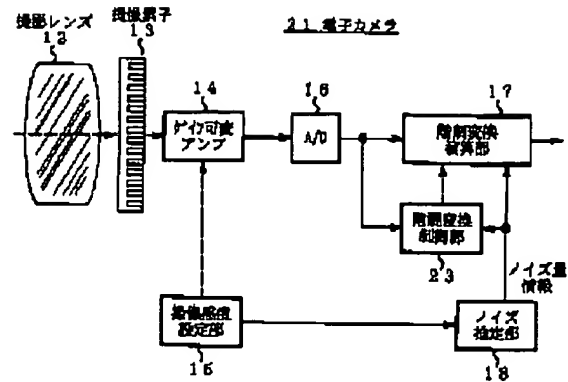 撮影レンズ
12
撮像素子
13
21 電子カメラ
14
ゲイン可変
アンプ
16
A/D
17
階調変換
演算部
階調変換
制御部
23
ノイズ量
情報
撮像感度
設定部
15
ノイズ
推定部
18